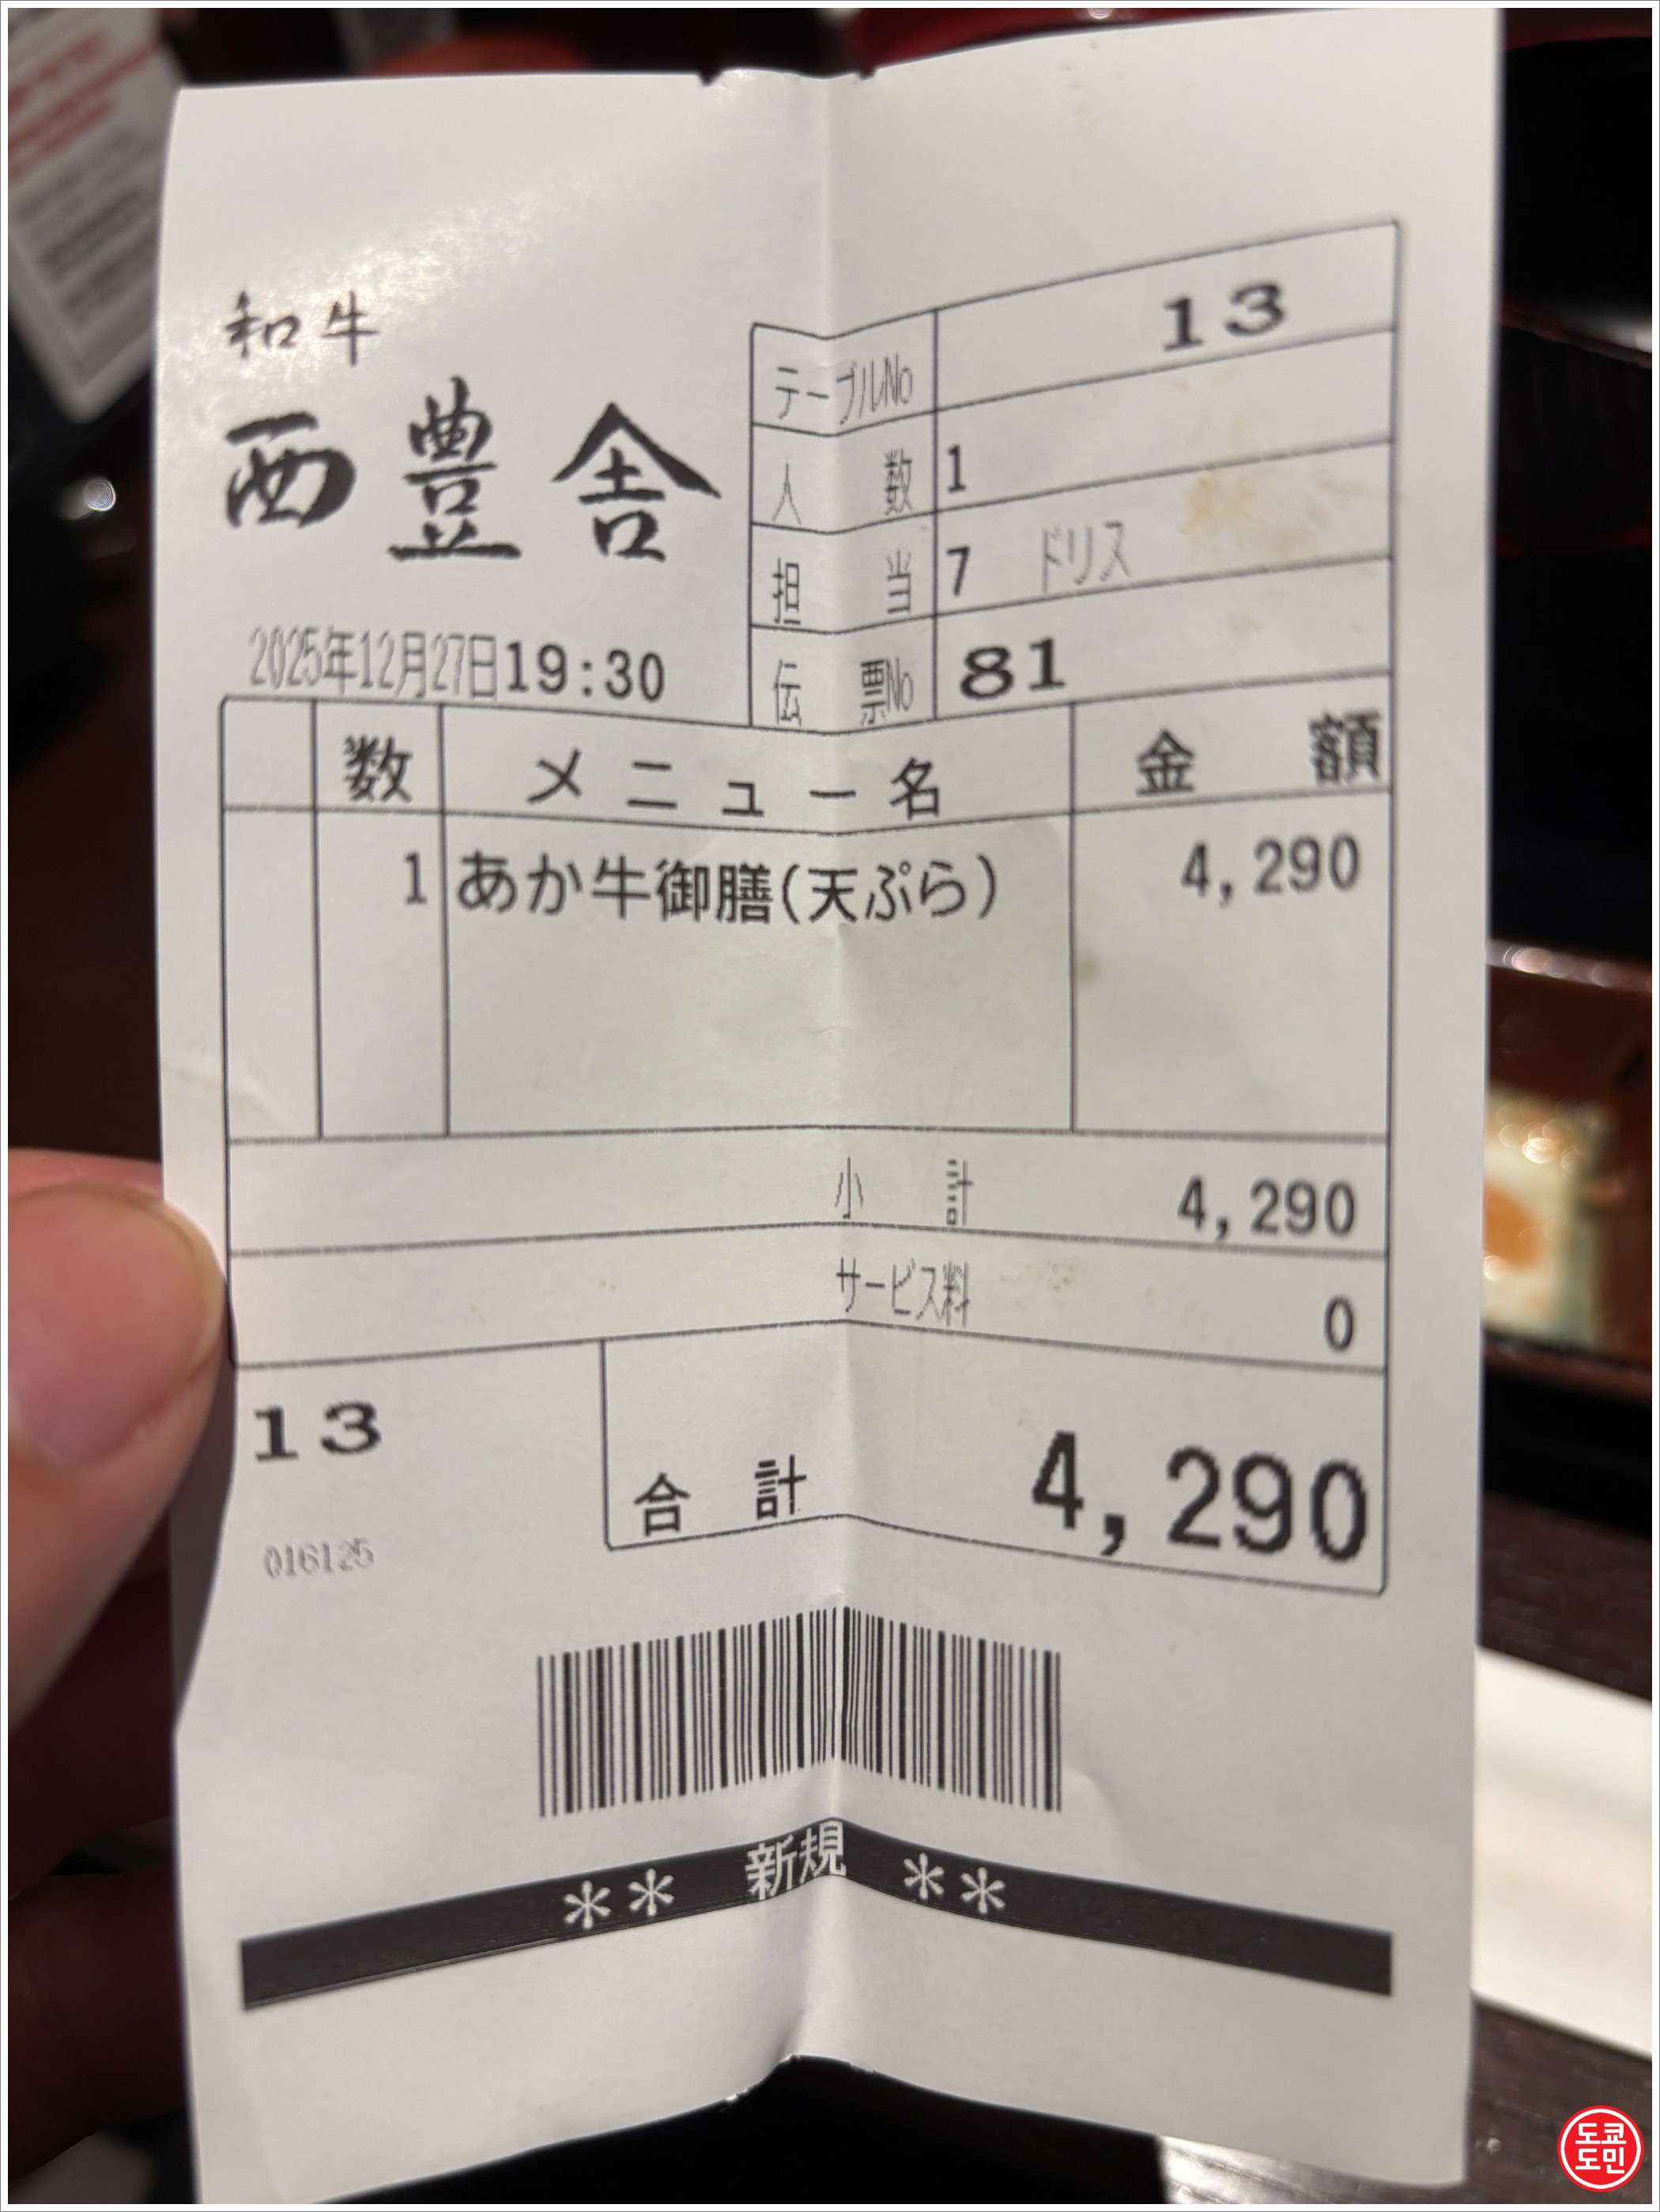 和牛
西豊舎
テーブルNo 13
人数 1
担当 7 ドリス
伝票No 81
2025年12月27日19:30
数 メニュー名 金額
1 あか牛御膳(天ぷら) 4,290
小計 4,290
サービス料 0
13
合計 4,290
016125
** 新規 **
도쿄
도민